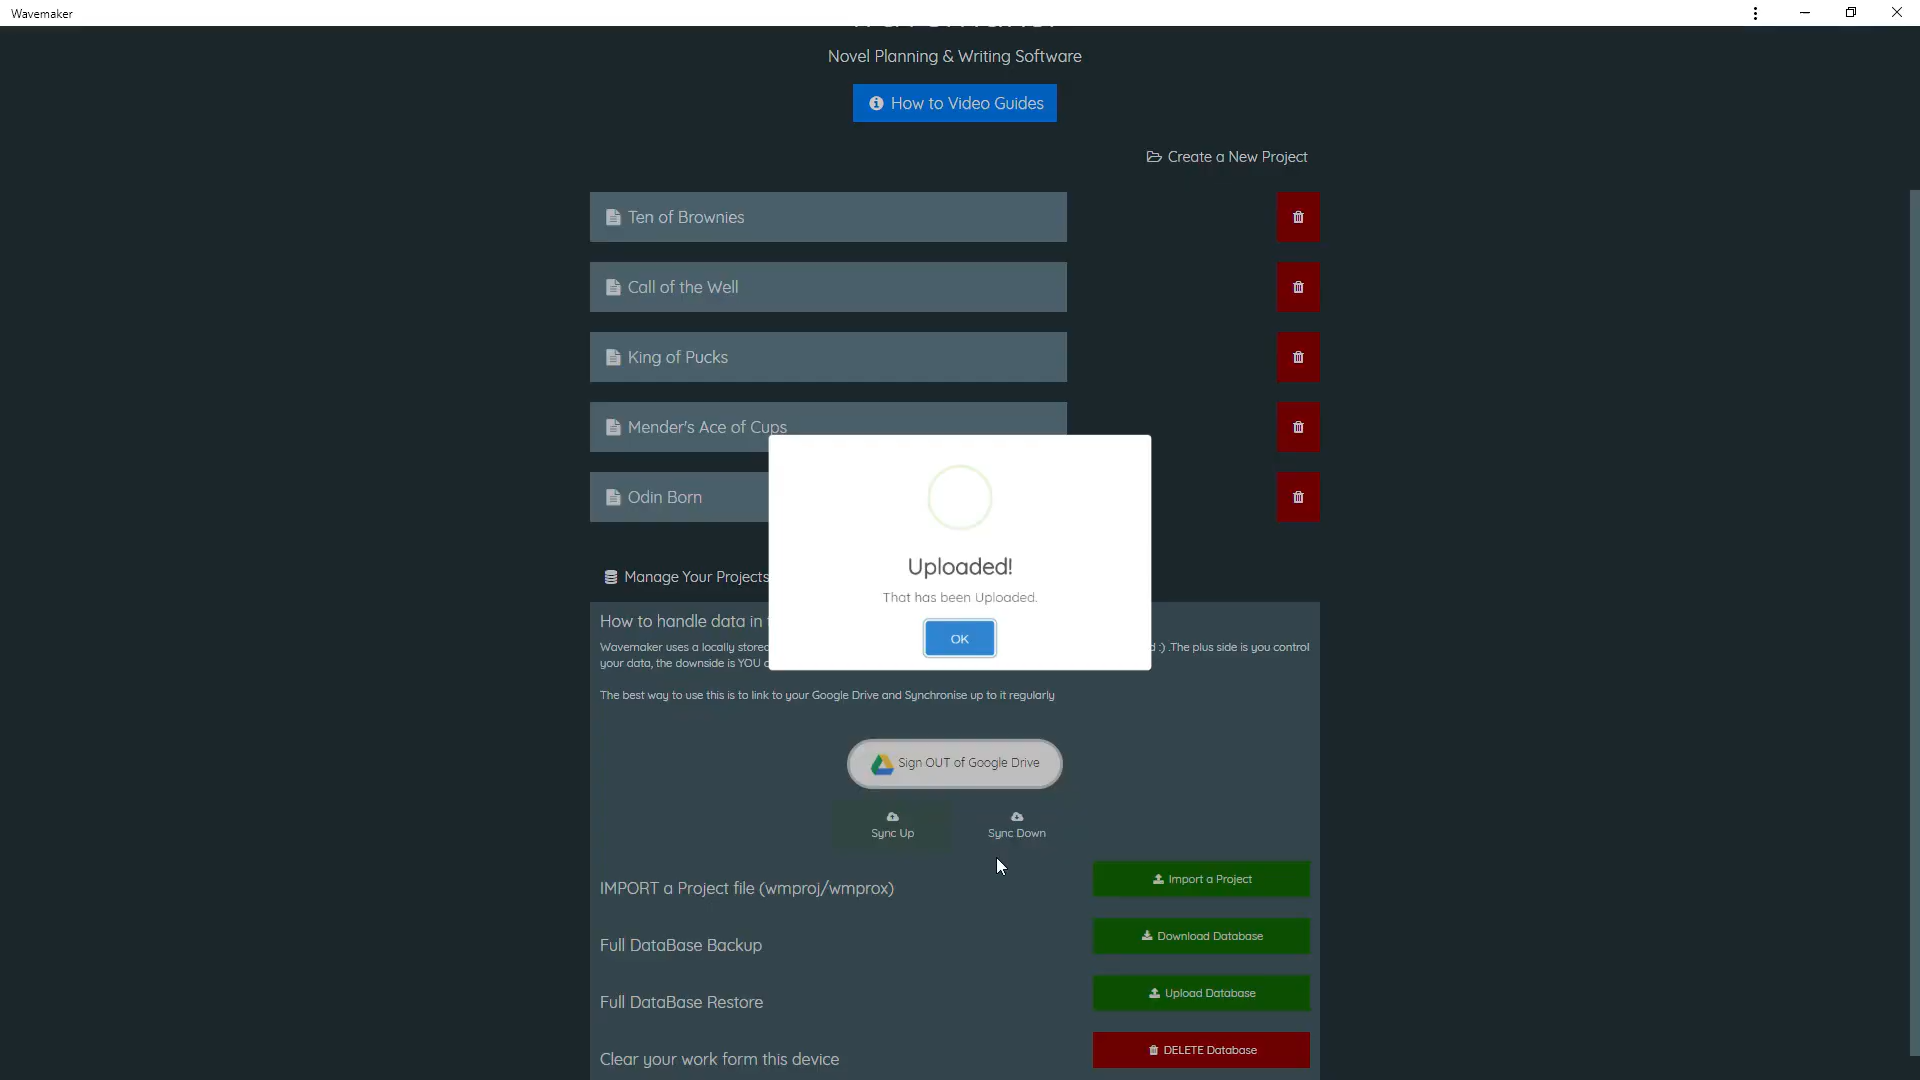 Wavemaker
Novel Planning & Writing Software
How to Video Guides
Create a New Project
Ten of Brownies
Call of the Well
King of Pucks
Mender's Ace of Cups
Odin Born
Uploaded!
That has been Uploaded.
OK
Manage Your Projects
How to handle data in
Wavemaker uses a locally stored :) .The plus side is you control
your data, the downside is YOU
The best way to use this is to link to your Google Drive and Synchronise up to it regularly
Sign OUT of Google Drive
Sync Up
Sync Down
IMPORT a Project file (wmproj/wmprox)
Import a Project
Full DataBase Backup
Download Database
Full DataBase Restore
Upload Database
Clear your work form this device
DELETE Database